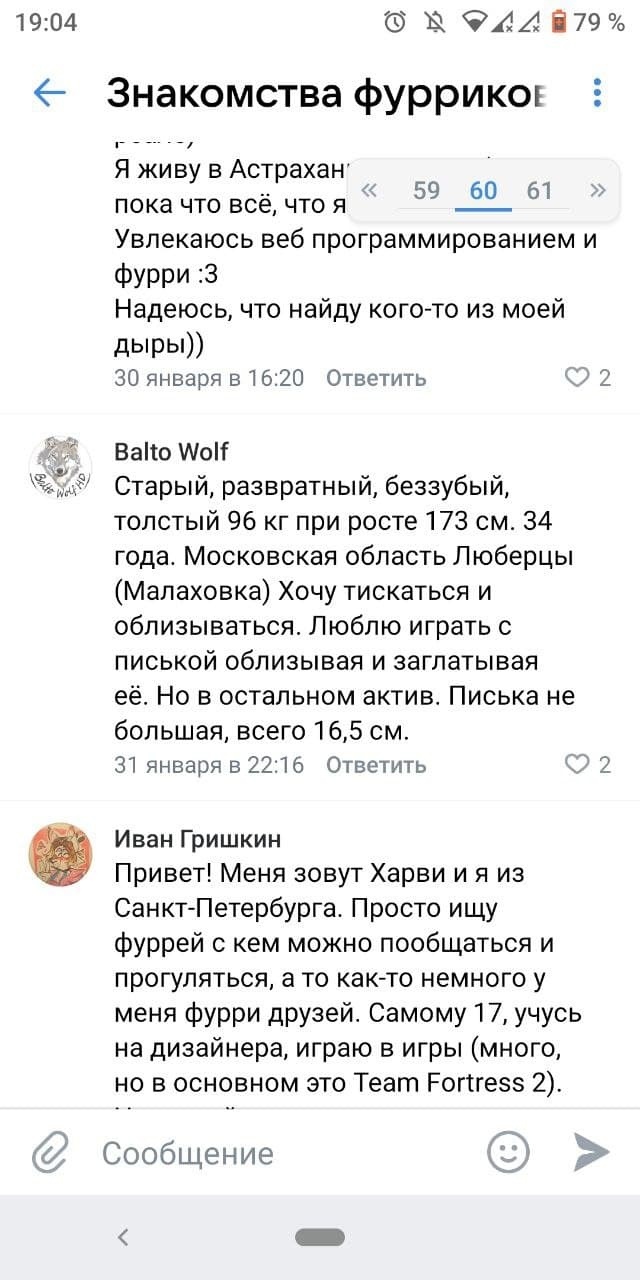 19:04
79 %
Знакомства фуррико
Я живу в Астрахан
59 60 61
пока что всё, что я
Увлекаюсь веб программированием и
фурри :3
Надеюсь, что найду кого-то из моей
дыры))
30 января в 16:20 Ответить 2
Balto Wolf
Balto Wolf HD
Старый, развратный, беззубый,
толстый 96 кг при росте 173 см. 34
года. Московская область Люберцы
(Малаховка) Хочу тискаться и
облизываться. Люблю играть с
писькой облизывая и заглатывая
её. Но в остальном актив. Писька не
большая, всего 16,5 см.
31 января в 22:16 Ответить 2
Иван Гришкин
Привет! Меня зовут Харви и я из
Санкт-Петербурга. Просто ищу
фуррей с кем можно пообщаться и
прогуляться, а то как-то немного у
меня фурри друзей. Самому 17, учусь
на дизайнера, играю в игры (много,
но в основном это Team Fortress 2).
Сообщение